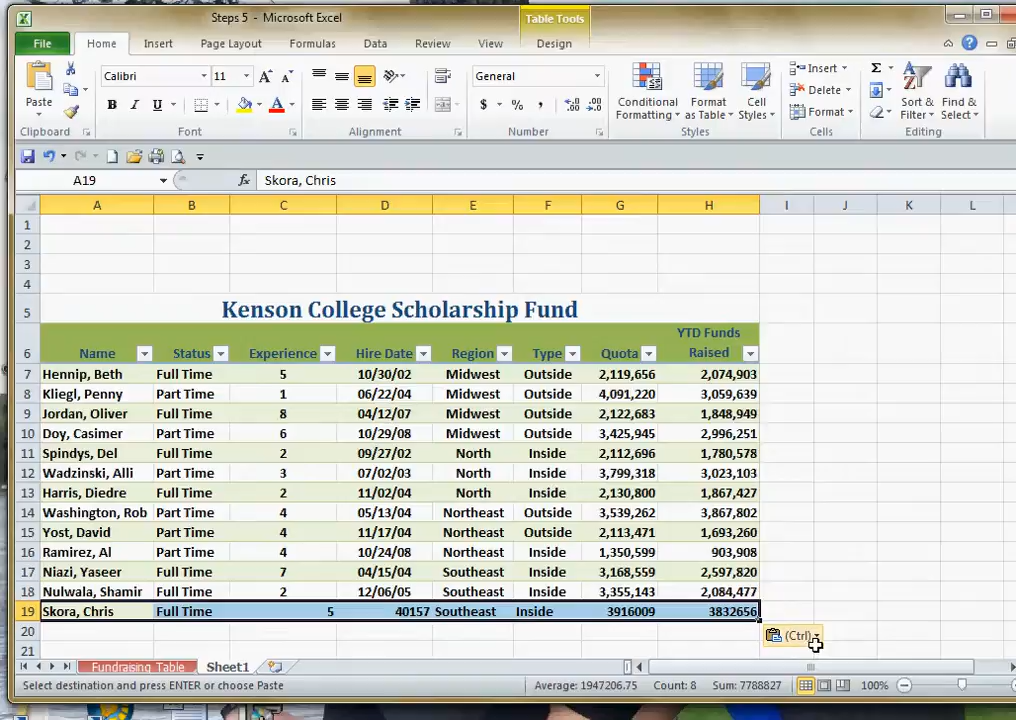 Steps 5 - Microsoft Excel
Table Tools
File Home Insert Page Layout Formulas Data Review View Design
Paste
Calibri 11
B I U
A
General
$ % ,
Conditional Formatting
Format as Table
Cell Styles
Insert
Delete
Format
Σ
Sort & Filter
Find & Select
Clipboard Font Alignment Number Styles Cells Editing
A19 fx Skora, Chris
A B C D E F G H I J K L
1
2
3
4
5 Kenson College Scholarship Fund
6 Name Status Experience Hire Date Region Type Quota YTD Funds Raised
7 Hennip, Beth Full Time 5 10/30/02 Midwest Outside 2,119,656 2,074,903
8 Kliegl, Penny Part Time 1 06/22/04 Midwest Outside 4,091,220 3,059,639
9 Jordan, Oliver Full Time 8 04/12/07 Midwest Outside 2,122,683 1,848,949
10 Doy, Casimer Part Time 6 10/29/08 Midwest Outside 3,425,945 2,996,251
11 Spindys, Del Full Time 2 09/27/02 North Inside 2,112,696 1,780,578
12 Wadzinski, Alli Part Time 3 07/02/03 North Inside 3,799,318 3,023,103
13 Harris, Diedre Full Time 2 11/02/04 North Inside 2,130,800 1,867,427
14 Washington, Rob Part Time 4 05/13/04 Northeast Outside 3,539,262 3,867,802
15 Yost, David Part Time 4 11/17/04 Northeast Outside 2,113,471 1,693,260
16 Ramirez, Al Part Time 4 10/24/08 Northeast Inside 1,350,599 903,908
17 Niazi, Yaseer Full Time 7 04/15/04 Southeast Inside 3,168,559 2,597,820
18 Nulwala, Shamir Full Time 2 12/06/05 Southeast Inside 3,355,143 2,084,477
19 Skora, Chris Full Time 5 40157 Southeast Inside 3916009 3832656
20
(Ctrl)
21
Fundraising Table Sheet1
Select destination and press ENTER or choose Paste Average: 1947206.75 Count: 8 Sum: 7788827 100%